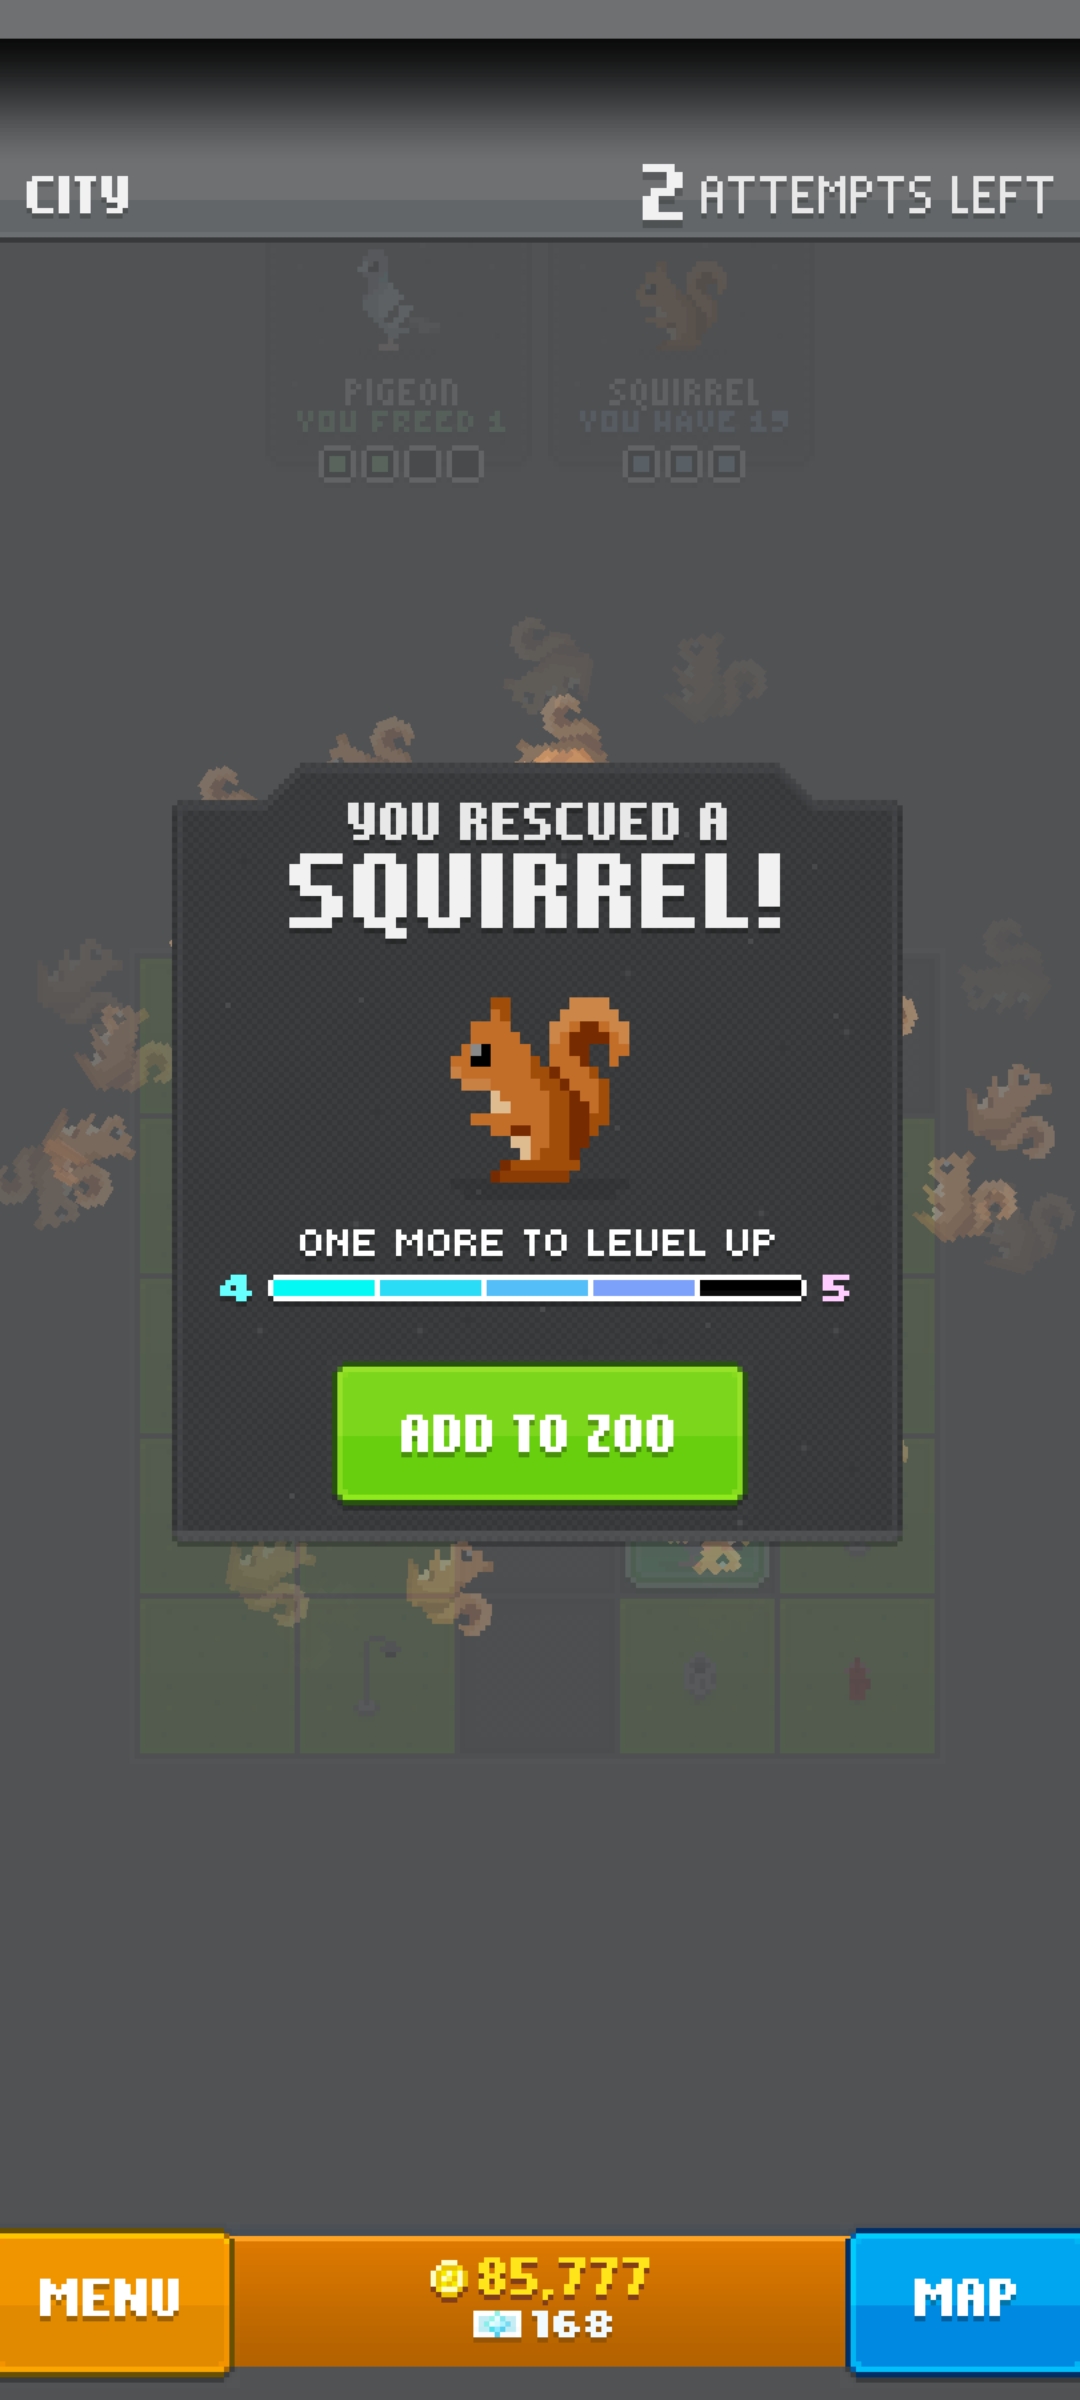 CITY
2 ATTEMPTS LEFT
PIGEON
SQUIRREL
YOU FREED 1
YOU HAVE 19
YOU RESCUED A
SQUIRREL!
ONE MORE TO LEVEL UP
4
5
ADD TO ZOO
MENU
85,777
168
MAP